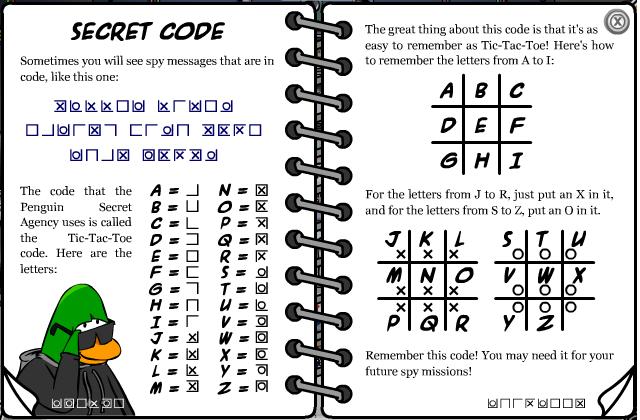 SECRET CODE
Sometimes you will see spy messages that are in
code, like this one:
The code that the
Penguin Secret
Agency uses is called
the Tic-Tac-Toe
code. Here are the
letters:
A =
B =
C =
D =
E =
F =
G =
H =
I =
J =
K =
L =
M =
N =
O =
P =
Q =
R =
S =
T =
U =
V =
W =
X =
Y =
Z =
The great thing about this code is that it's as
easy to remember as Tic-Tac-Toe! Here's how
to remember the letters from A to I:
A B C
D E F
G H I
For the letters from J to R, just put an X in it,
and for the letters from S to Z, put an O in it.
J K L
M N O
P Q R
S T U
V W X
Y Z
Remember this code! You may need it for your
future spy missions!